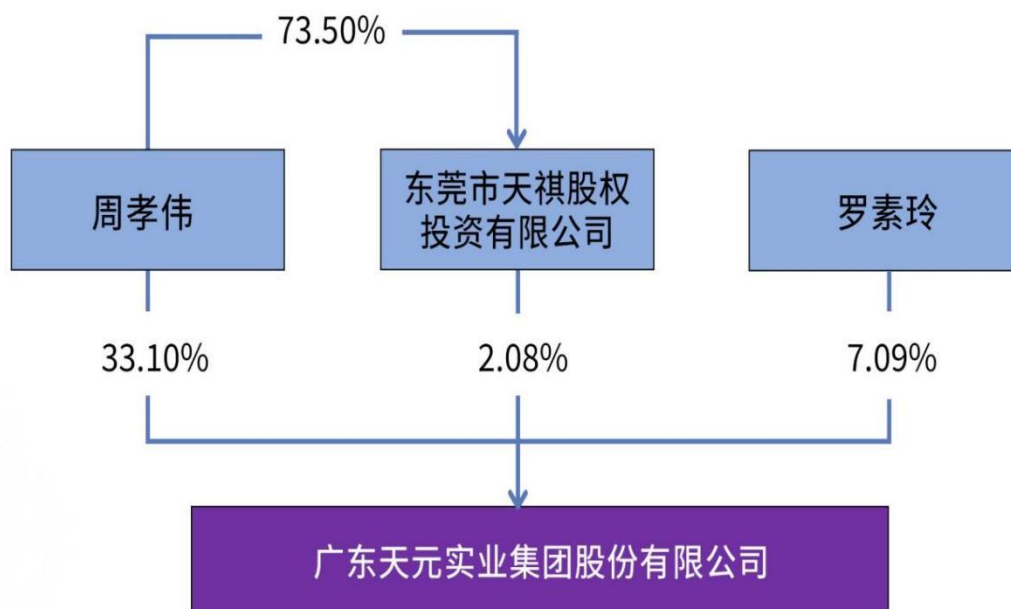 73.50%
周孝伟
东莞市天祺股权
投资有限公司
罗素玲
33.10%
2.08%
7.09%
广东天元实业集团股份有限公司